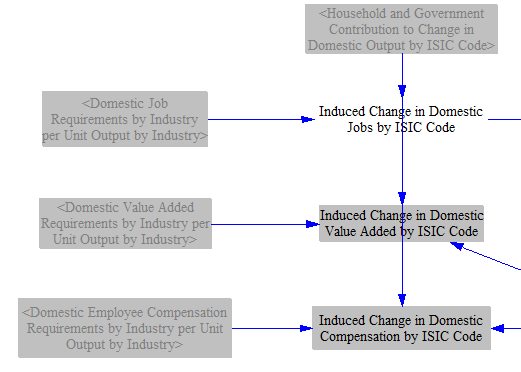 <Household and Government
Contribution to Change in
Domestic Output by ISIC Code>
<Domestic Job
Requirements by Industry
per Unit Output by Industry>
Induced Change in Domestic
Jobs by ISIC Code
<Domestic Value Added
Requirements by Industry per
Unit Output by Industry>
Induced Change in Domestic
Value Added by ISIC Code
<Domestic Employee Compensation
Requirements by Industry per Unit
Output by Industry>
Induced Change in Domestic
Compensation by ISIC Code